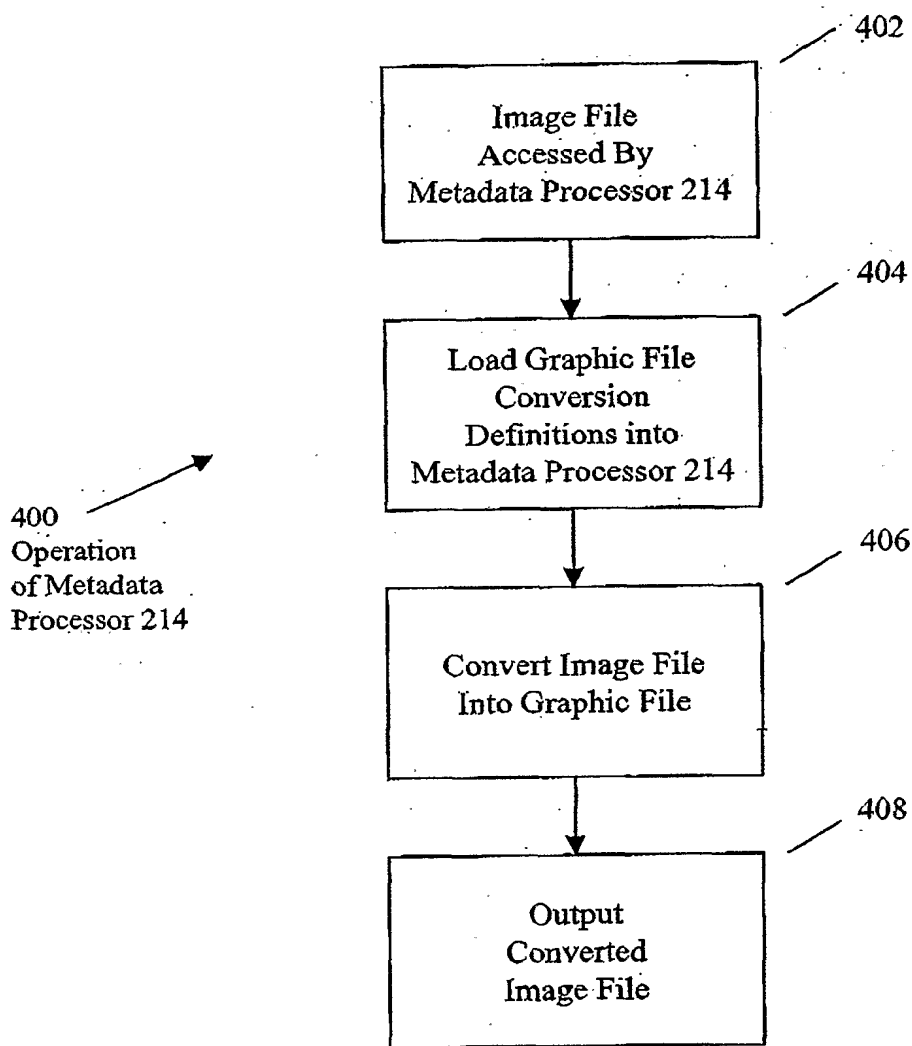 402
Image File
Accessed By
Metadata Processor 214
404
Load Graphic File
Conversion
Definitions into
Metadata Processor 214
400
Operation
of Metadata
Processor 214
406
Convert Image File
Into Graphic File
408
Output
Converted
Image File